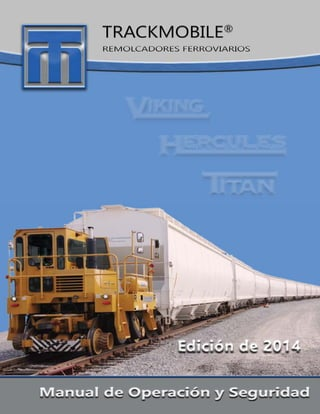 TRACKMOBILE®
REMOLCADORES FERROVIARIOS
VIKING
HERCULES
TITAN
Edición de 2014
Manual de Operación y Seguridad